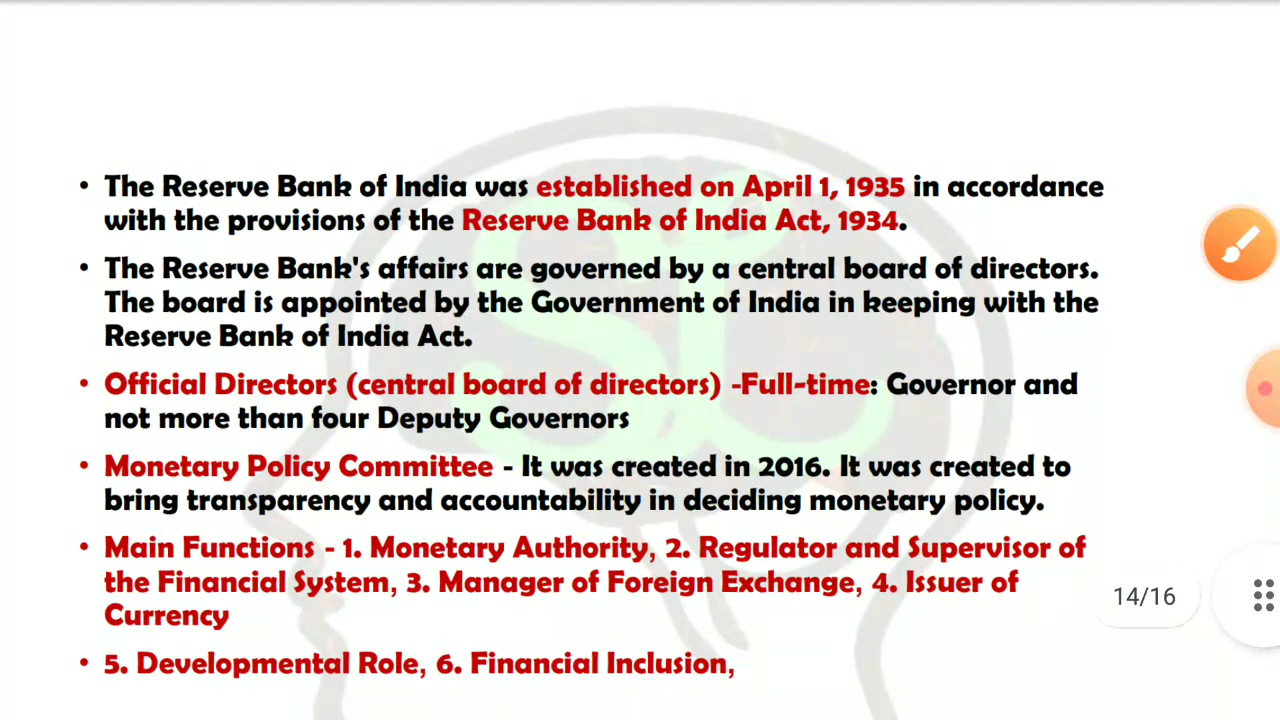 • The Reserve Bank of India was established on April 1, 1935 in accordance
with the provisions of the Reserve Bank of India Act, 1934.
• The Reserve Bank's affairs are governed by a central board of directors.
The board is appointed by the Government of India in keeping with the
Reserve Bank of India Act.
• Official Directors (central board of directors) -Full-time: Governor and
not more than four Deputy Governors
• Monetary Policy Committee - It was created in 2016. It was created to
bring transparency and accountability in deciding monetary policy.
• Main Functions - 1. Monetary Authority, 2. Regulator and Supervisor of
the Financial System, 3. Manager of Foreign Exchange, 4. Issuer of
Currency
14/16
• 5. Developmental Role, 6. Financial Inclusion,